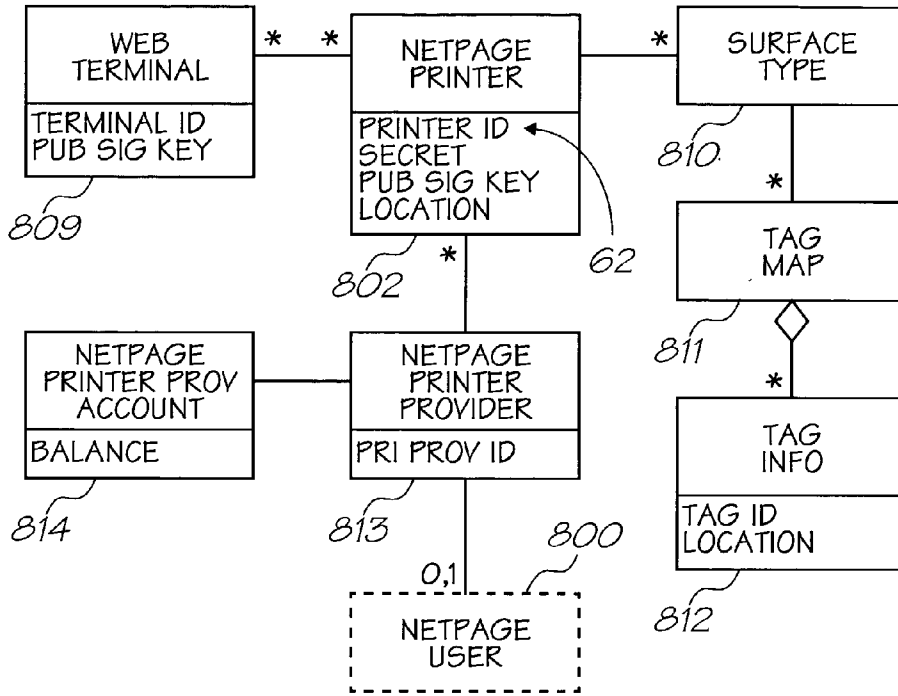 WEB
TERMINAL
TERMINAL ID
PUB SIG KEY
809
* *
NETPAGE
PRINTER
PRINTER ID
SECRET
PUB SIG KEY
LOCATION
802
62
*
SURFACE
TYPE
810
*
TAG
MAP
811
*
TAG
INFO
TAG ID
LOCATION
812
*
NETPAGE
PRINTER PROV
ACCOUNT
BALANCE
814
NETPAGE
PRINTER
PROVIDER
PRI PROV ID
813
0,1
800
NETPAGE
USER